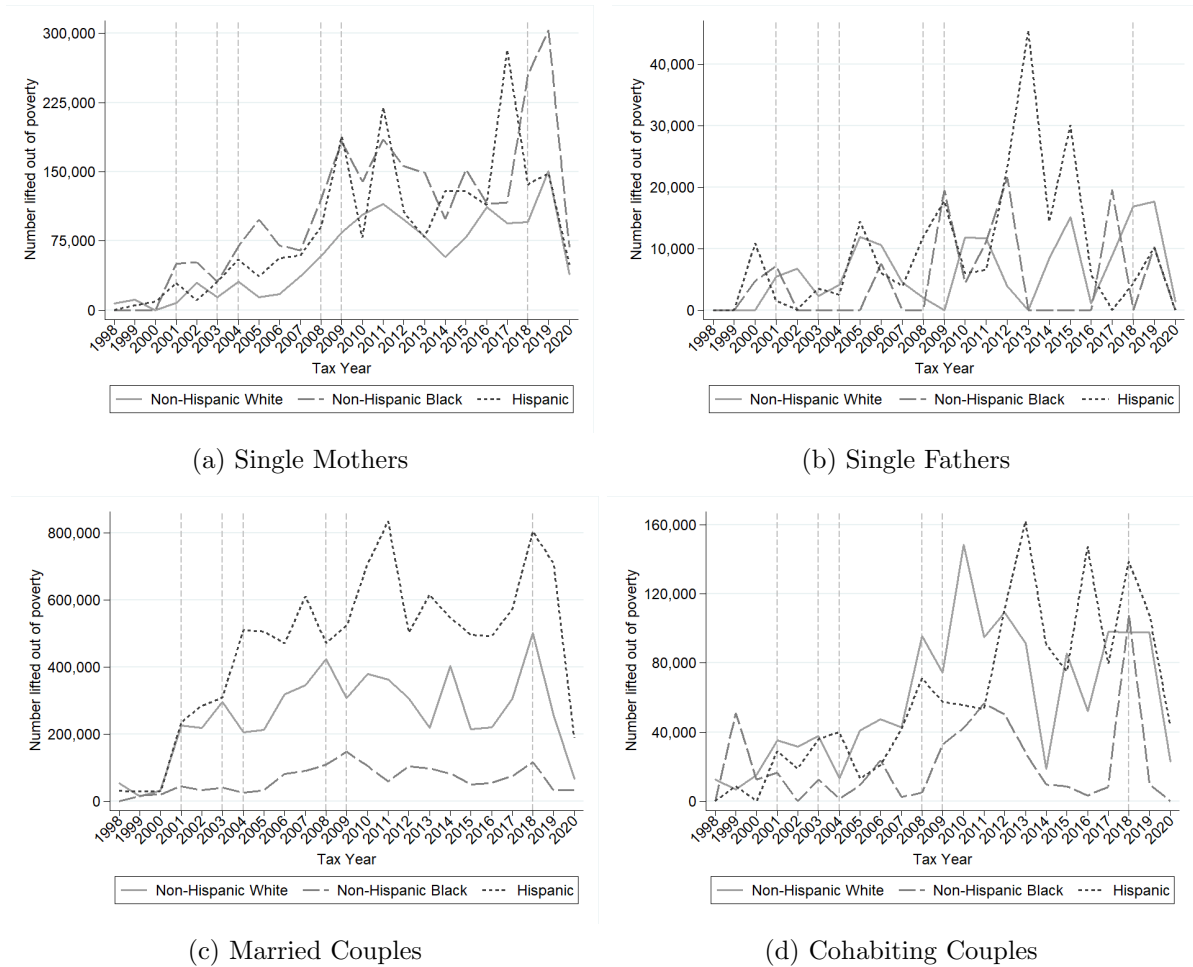 Number lifted out of poverty
300,000
225,000
150,000
75,000
0
1998 1999 2000 2001 2002 2003 2004 2005 2006 2007 2008 2009 2010 2011 2012 2013 2014 2015 2016 2017 2018 2019 2020
Tax Year
Non-Hispanic White Non-Hispanic Black Hispanic
(a) Single Mothers
Number lifted out of poverty
40,000
30,000
20,000
10,000
0
1998 1999 2000 2001 2002 2003 2004 2005 2006 2007 2008 2009 2010 2011 2012 2013 2014 2015 2016 2017 2018 2019 2020
Tax Year
Non-Hispanic White Non-Hispanic Black Hispanic
(b) Single Fathers
Number lifted out of poverty
800,000
600,000
400,000
200,000
0
1998 1999 2000 2001 2002 2003 2004 2005 2006 2007 2008 2009 2010 2011 2012 2013 2014 2015 2016 2017 2018 2019 2020
Tax Year
Non-Hispanic White Non-Hispanic Black Hispanic
(c) Married Couples
Number lifted out of poverty
160,000
120,000
80,000
40,000
0
1998 1999 2000 2001 2002 2003 2004 2005 2006 2007 2008 2009 2010 2011 2012 2013 2014 2015 2016 2017 2018 2019 2020
Tax Year
Non-Hispanic White Non-Hispanic Black Hispanic
(d) Cohabiting Couples